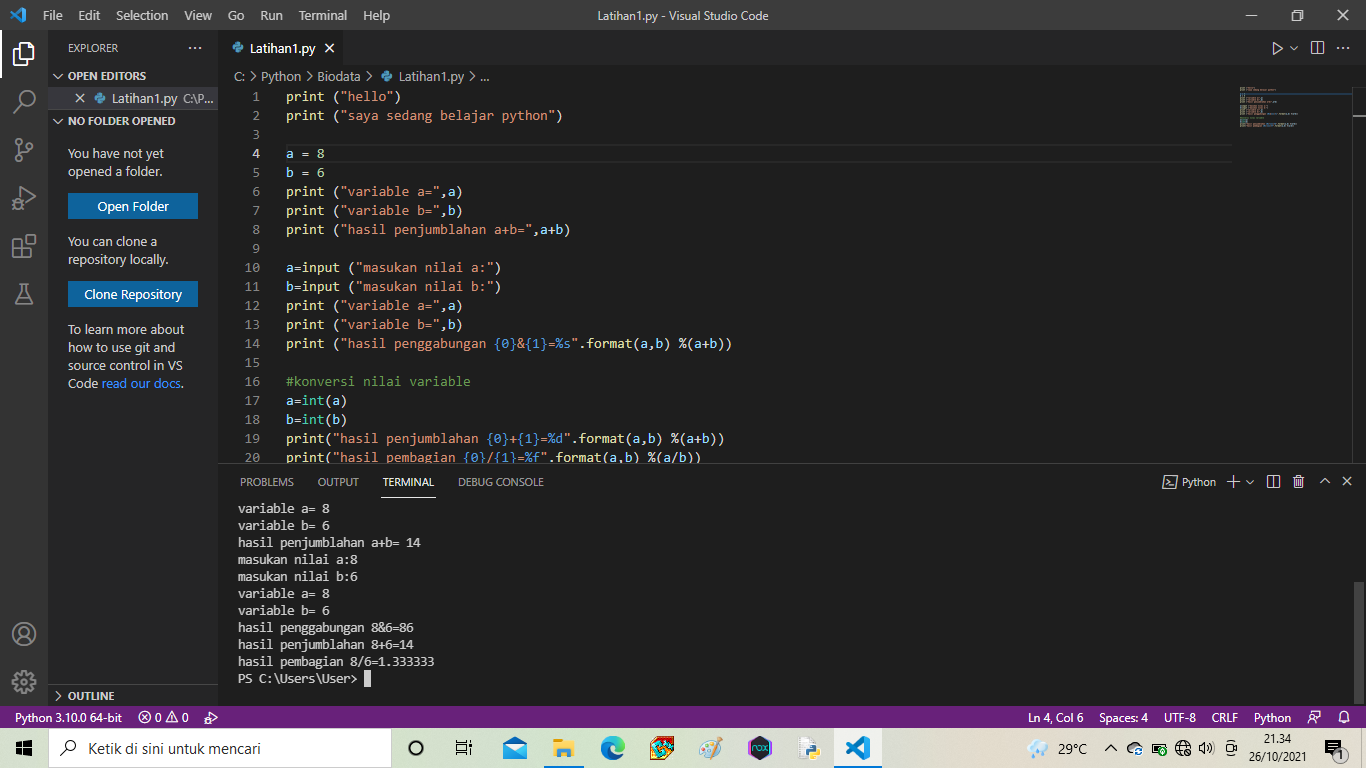 File Edit Selection View Go Run Terminal Help
Latihan1.py - Visual Studio Code
EXPLORER
OPEN EDITORS
Latihan1.py C:\P...
NO FOLDER OPENED
You have not yet
opened a folder.
Open Folder
You can clone a
repository locally.
Clone Repository
To learn more about
how to use git and
source control in VS
Code read our docs.
OUTLINE
Latihan1.py
C: > Python > Biodata > Latihan1.py > ...
1 print ("hello")
2 print ("saya sedang belajar python")
3
4 a = 8
5 b = 6
6 print ("variable a=",a)
7 print ("variable b=",b)
8 print ("hasil penjumblahan a+b=",a+b)
9
10 a=input ("masukan nilai a:")
11 b=input ("masukan nilai b:")
12 print ("variable a=",a)
13 print ("variable b=",b)
14 print ("hasil penggabungan {0}&{1}=%s".format(a,b) %(a+b))
15
16 #konversi nilai variable
17 a=int(a)
18 b=int(b)
19 print("hasil penjumblahan {0}+{1}=%d".format(a,b) %(a+b))
20 print("hasil pembagian {0}/{1}=%f".format(a,b) %(a/b))
PROBLEMS OUTPUT TERMINAL DEBUG CONSOLE
Python
variable a= 8
variable b= 6
hasil penjumblahan a+b= 14
masukan nilai a:8
masukan nilai b:6
variable a= 8
variable b= 6
hasil penggabungan 8&6=86
hasil penjumblahan 8+6=14
hasil pembagian 8/6=1.333333
PS C:\Users\User>
Python 3.10.0 64-bit 0 0
Ln 4, Col 6 Spaces: 4 UTF-8 CRLF Python
Ketik di sini untuk mencari
nox
29°C
21.34
26/10/2021
1